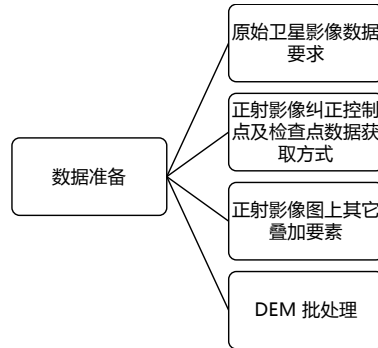 数据准备
原始卫星影像数据
要求
正射影像纠正控制
点及检查点数据获
取方式
正射影像图上其它
叠加要素
DEM 批处理